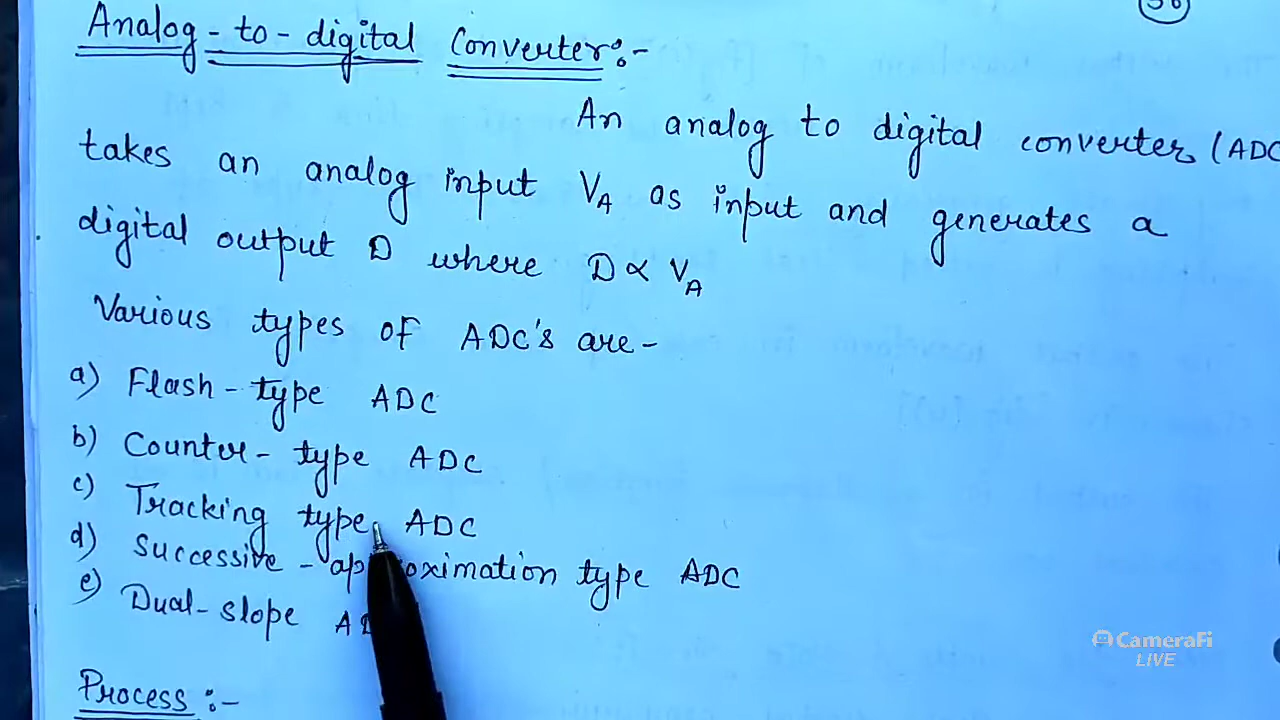 Analog-to-digital Converter:-
An analog to digital converter (ADC
takes an analog input VA as input and generates a
digital output D where D ∝ VA
Various types of ADC's are-
a) Flash-type ADC
b) Counter-type ADC
c) Tracking type ADC
d) Successive-approximation type ADC
e) Dual-slope AD
Process:-
CameraFi
LIVE